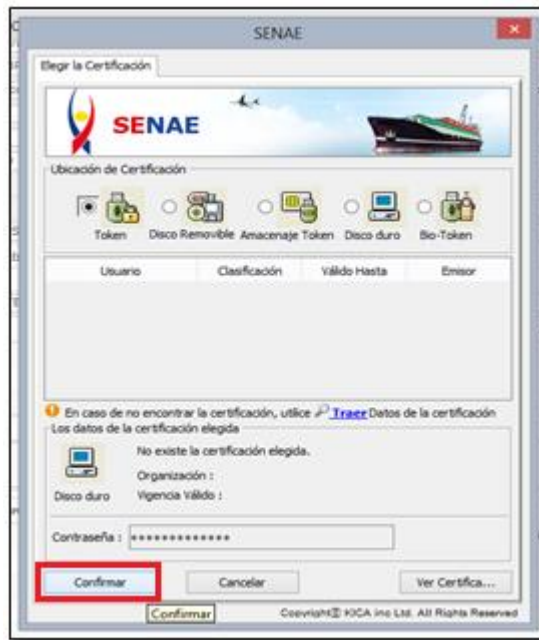 SENAE
Elegir la Certificación
SENAE
Ubicación de Certificación
Token Disco Removible Amacenaje Token Disco duro Bio-Token
Usuario Clasificación Válido Hasta Emisor
En caso de no encontrar la certificación, utilice Traer Datos de la certificación
Los datos de la certificación elegida
No existe la certificación elegida.
Organización :
Disco duro Vigencia Válido :
Contraseña : *************
Confirmar Cancelar Ver Certifica...
Confirmar
Copyrightⓒ KICA inc Ltd. All Rights Reserved